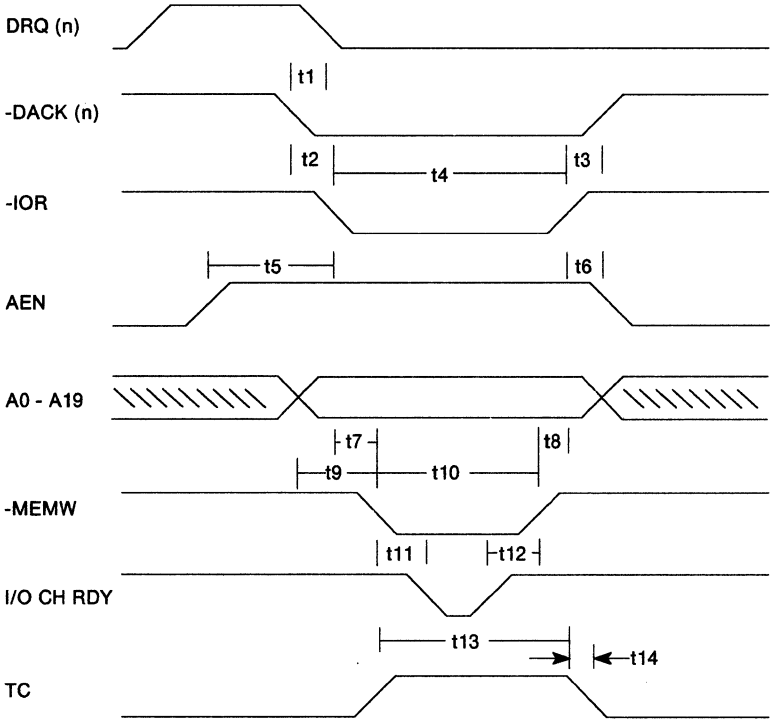 DRQ (n)
t1
-DACK (n)
t2
t4
t3
-IOR
t5
t6
AEN
A0 - A19
t7
t8
t9
t10
-MEMW
t11
t12
I/O CH RDY
t13
t14
TC